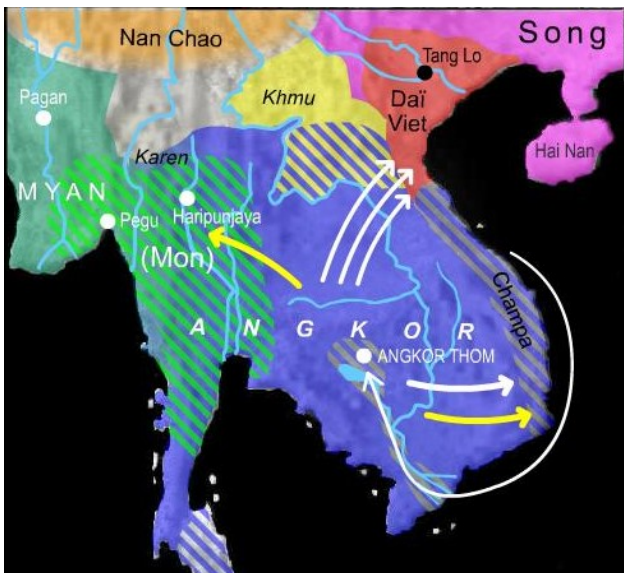 Song
Nan Chao
Tang Lo
Pagan
Khmu
Daï
Viet
Hai Nan
Karen
MYAN
Haripunjaya
Pegu
(Mon)
Champa
ANGKOR
ANGKOR THOM